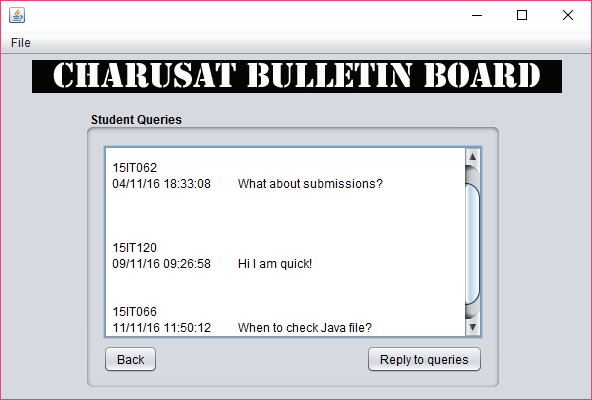 File
CHARUSAT BULLETIN BOARD
Student Queries
15IT062
04/11/16 18:33:08 What about submissions?
15IT120
09/11/16 09:26:58 Hi I am quick!
15IT066
11/11/16 11:50:12 When to check Java file?
Back Reply to queries